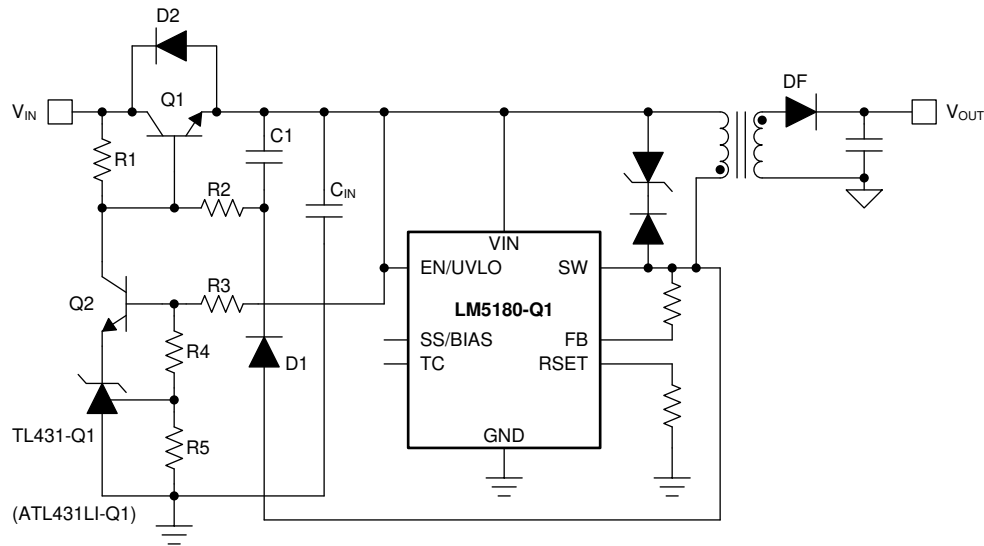 D2
DF
VIN
Q1
VOUT
C1
R1
R2
CIN
VIN
EN/UVLO
SW
Q2
R3
LM5180-Q1
SS/BIAS
FB
R4
D1
TC
RSET
TL431-Q1
R5
GND
(ATL431LI-Q1)